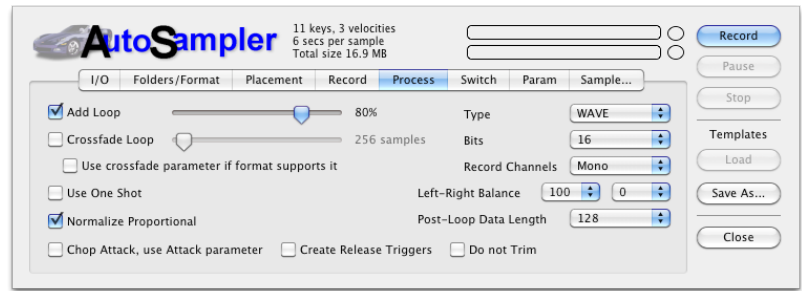 AutoSampler
11 keys, 3 velocities
6 secs per sample
Total size 16.9 MB
Record
Pause
Stop
Templates
Load
Save As...
Close
I/O Folders/Format Placement Record Process Switch Param Sample...
Add Loop 80% Type WAVE
Crossfade Loop 256 samples Bits 16
Use crossfade parameter if format supports it Record Channels Mono
Use One Shot Left-Right Balance 100 0
Normalize Proportional Post-Loop Data Length 128
Chop Attack, use Attack parameter Create Release Triggers Do not Trim